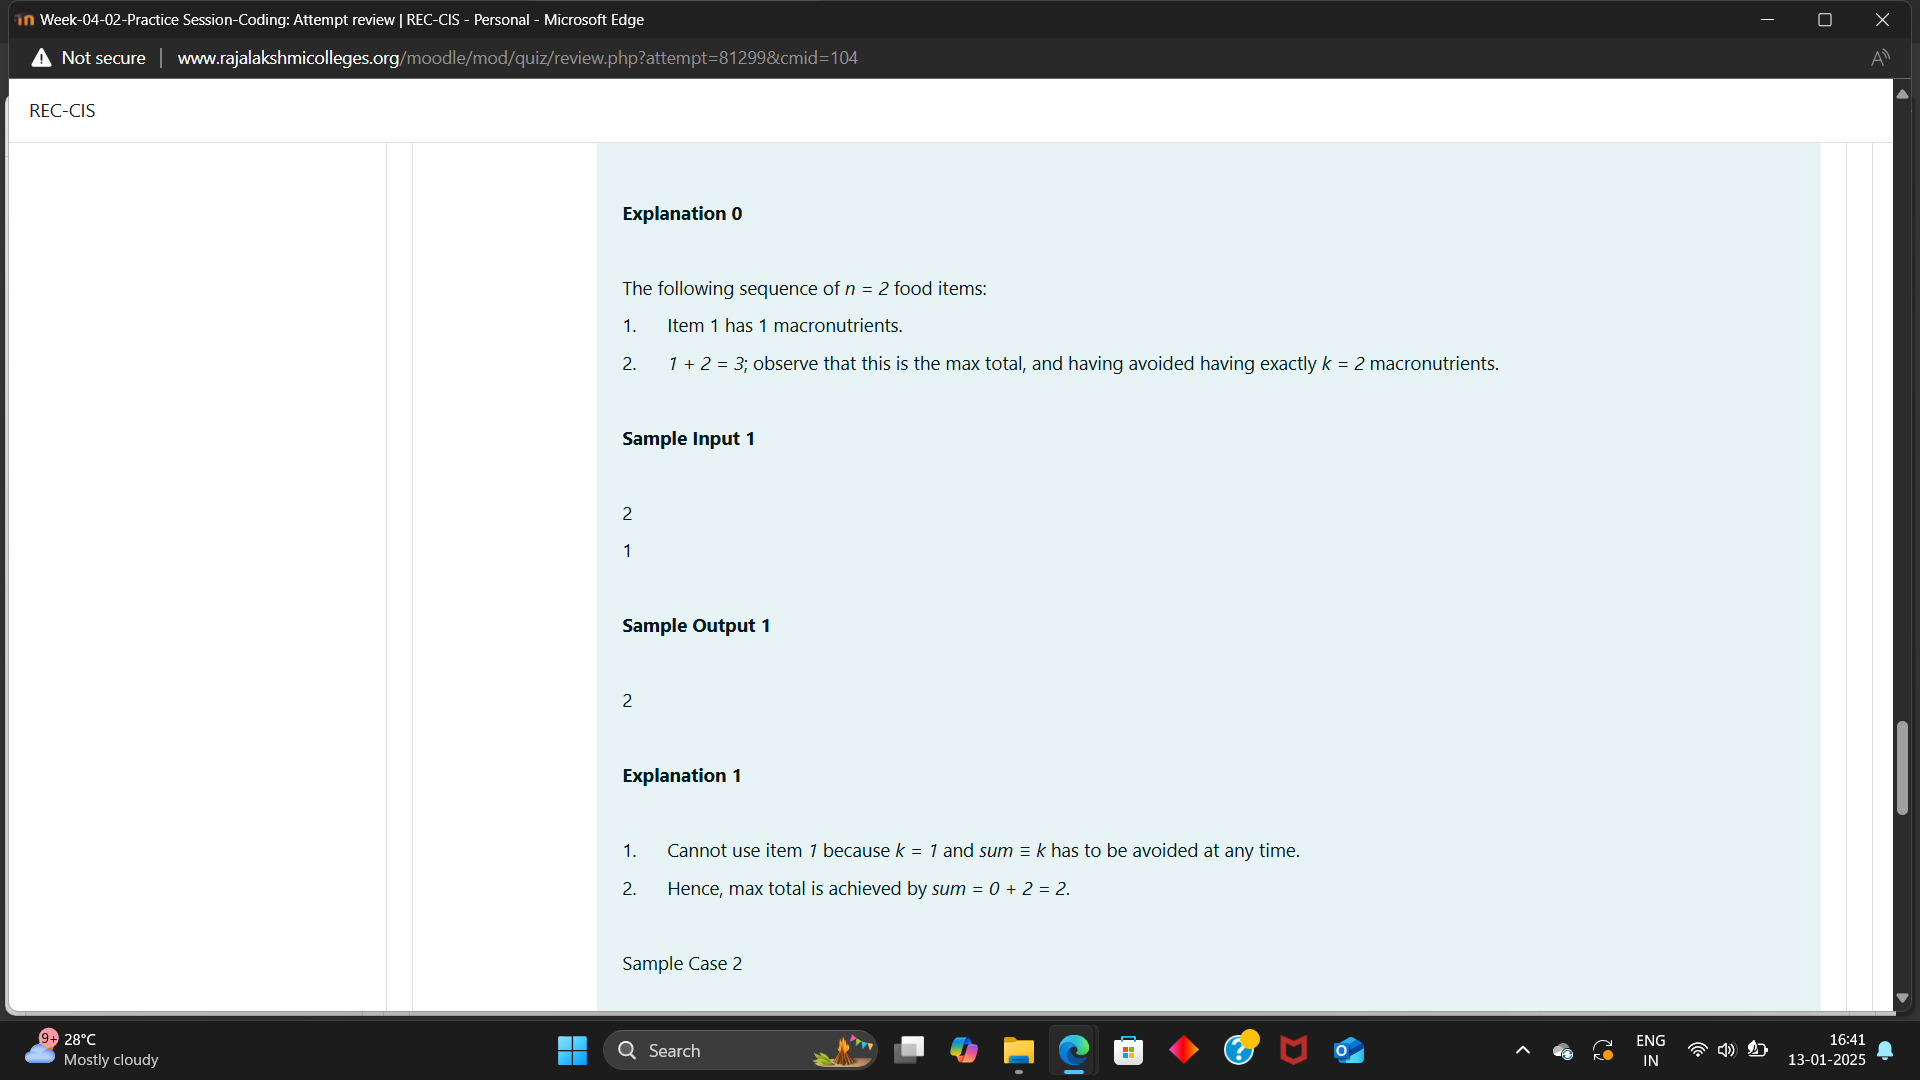 Week-04-02-Practice Session-Coding: Attempt review | REC-CIS - Personal - Microsoft Edge
Not secure | www.rajalakshmicolleges.org/moodle/mod/quiz/review.php?attempt=81299&cmid=104
REC-CIS
Explanation 0
The following sequence of n = 2 food items:
1. Item 1 has 1 macronutrients.
2. 1 + 2 = 3; observe that this is the max total, and having avoided having exactly k = 2 macronutrients.
Sample Input 1
2
1
Sample Output 1
2
Explanation 1
1. Cannot use item 1 because k = 1 and sum ≡ k has to be avoided at any time.
2. Hence, max total is achieved by sum = 0 + 2 = 2.
Sample Case 2
9+ 28°C
Mostly cloudy
Search
ENG
IN
16:41
13-01-2025